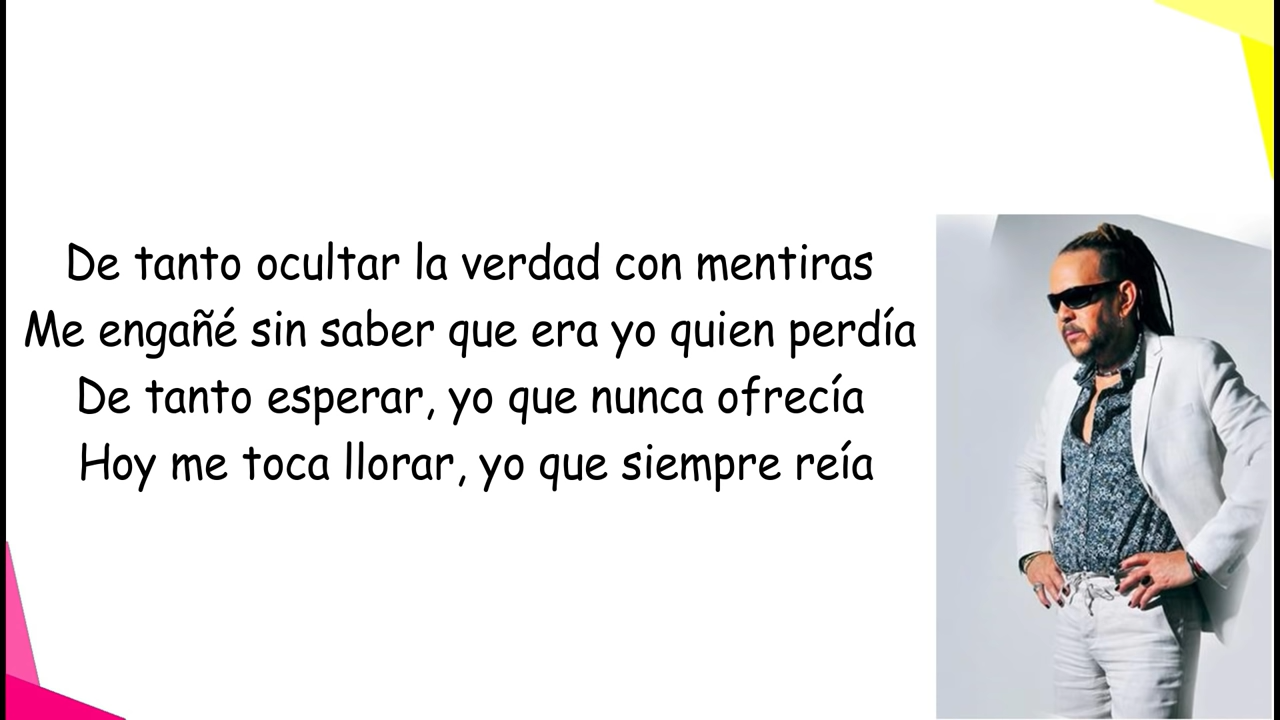 De tanto ocultar la verdad con mentiras
Me engañé sin saber que era yo quien perdía
De tanto esperar, yo que nunca ofrecía
Hoy me toca llorar, yo que siempre reía